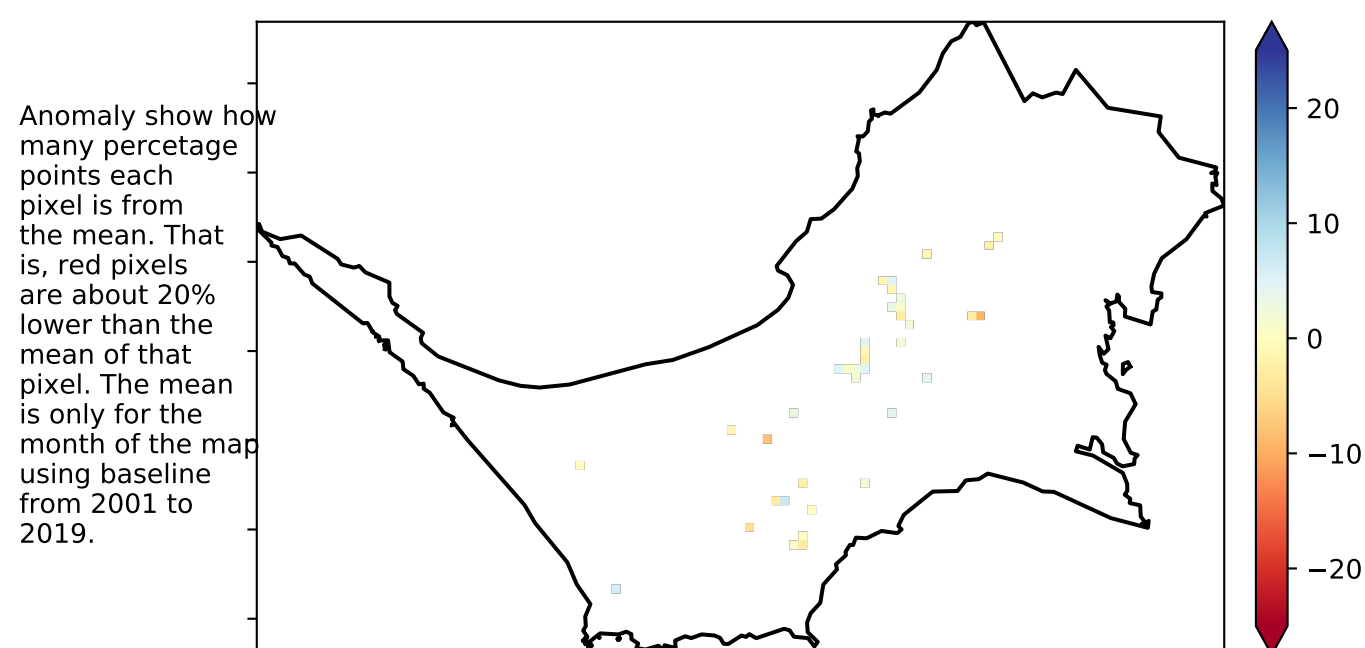 Anomaly show how
many percetage
points each
pixel is from
the mean. That
is, red pixels
are about 20%
lower than the
mean of that
pixel. The mean
is only for the
month of the map
using baseline
from 2001 to
2019.
20
10
0
−10
−20